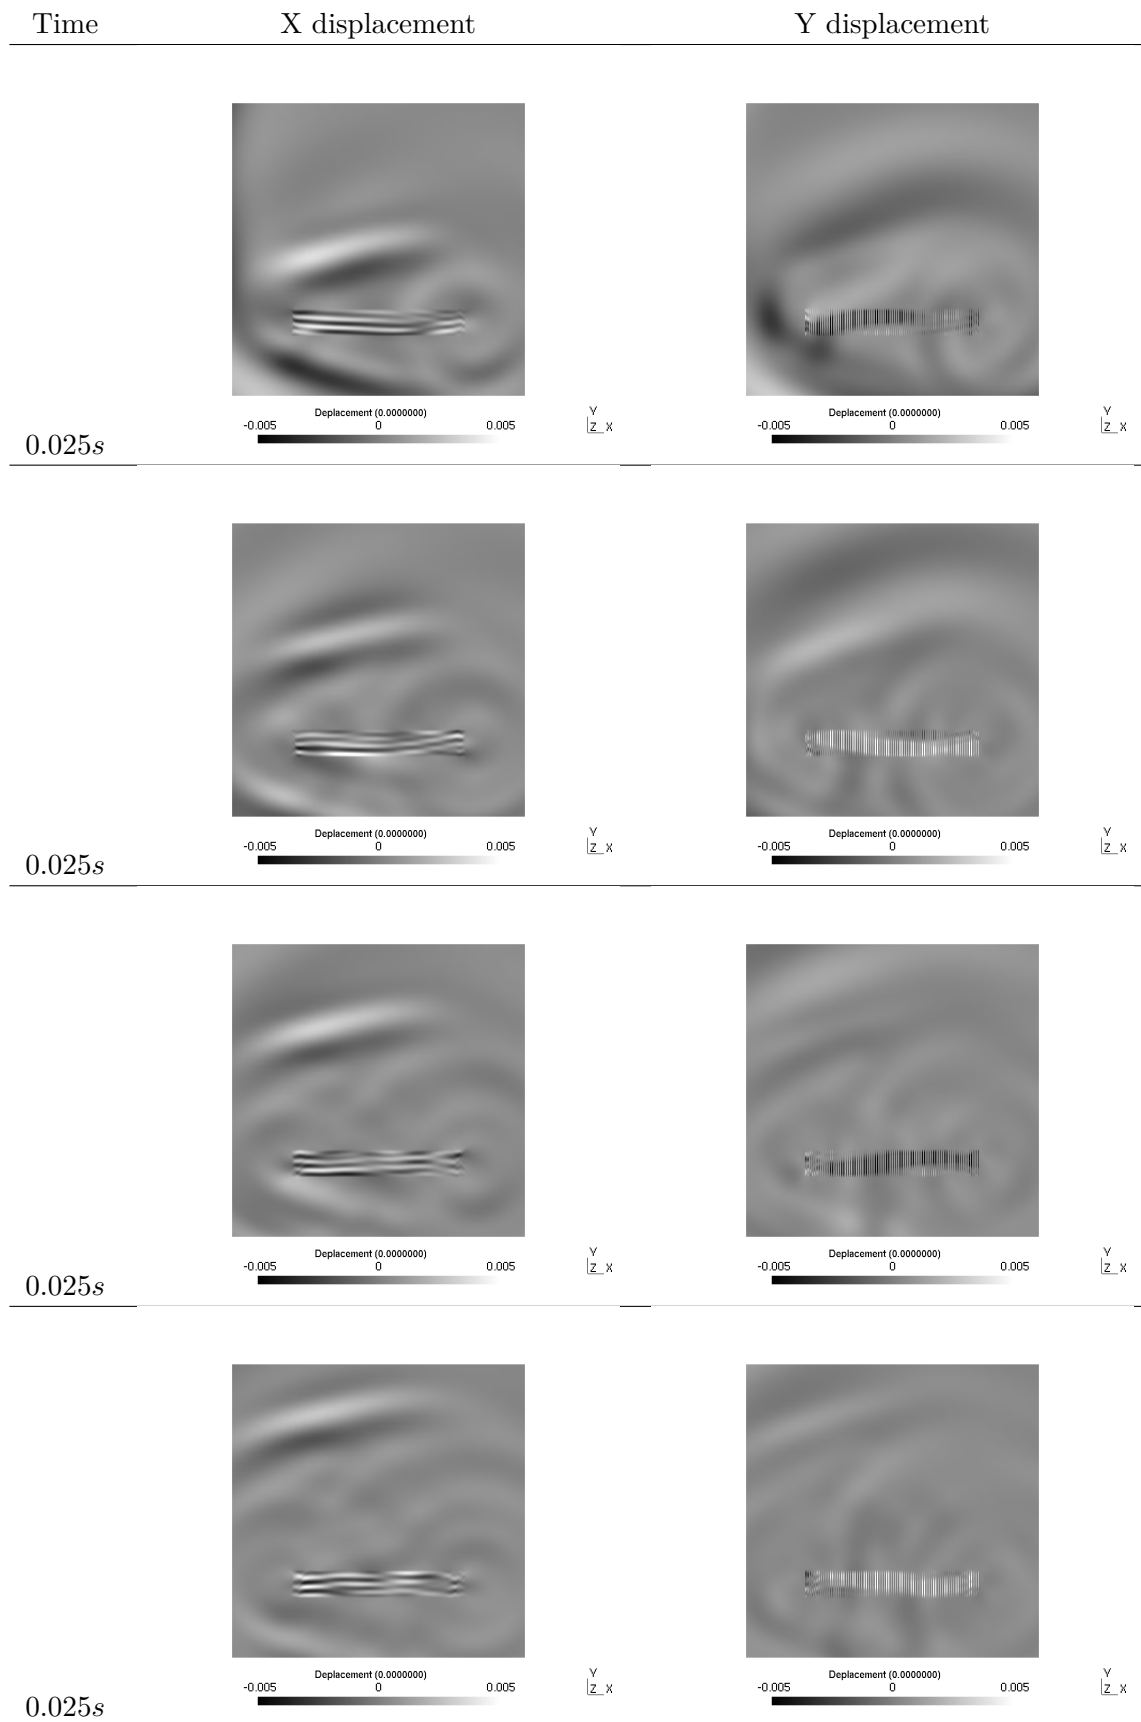 Time X displacement Y displacement
Deplacement (0.0000000) Deplacement (0.0000000)
-0.005 0 0.005 Y Z X -0.005 0 0.005 Y Z X
0.025s
Deplacement (0.0000000) Deplacement (0.0000000)
-0.005 0 0.005 Y Z X -0.005 0 0.005 Y Z X
0.025s
Deplacement (0.0000000) Deplacement (0.0000000)
-0.005 0 0.005 Y Z X -0.005 0 0.005 Y Z X
0.025s
Deplacement (0.0000000) Deplacement (0.0000000)
-0.005 0 0.005 Y Z X -0.005 0 0.005 Y Z X
0.025s